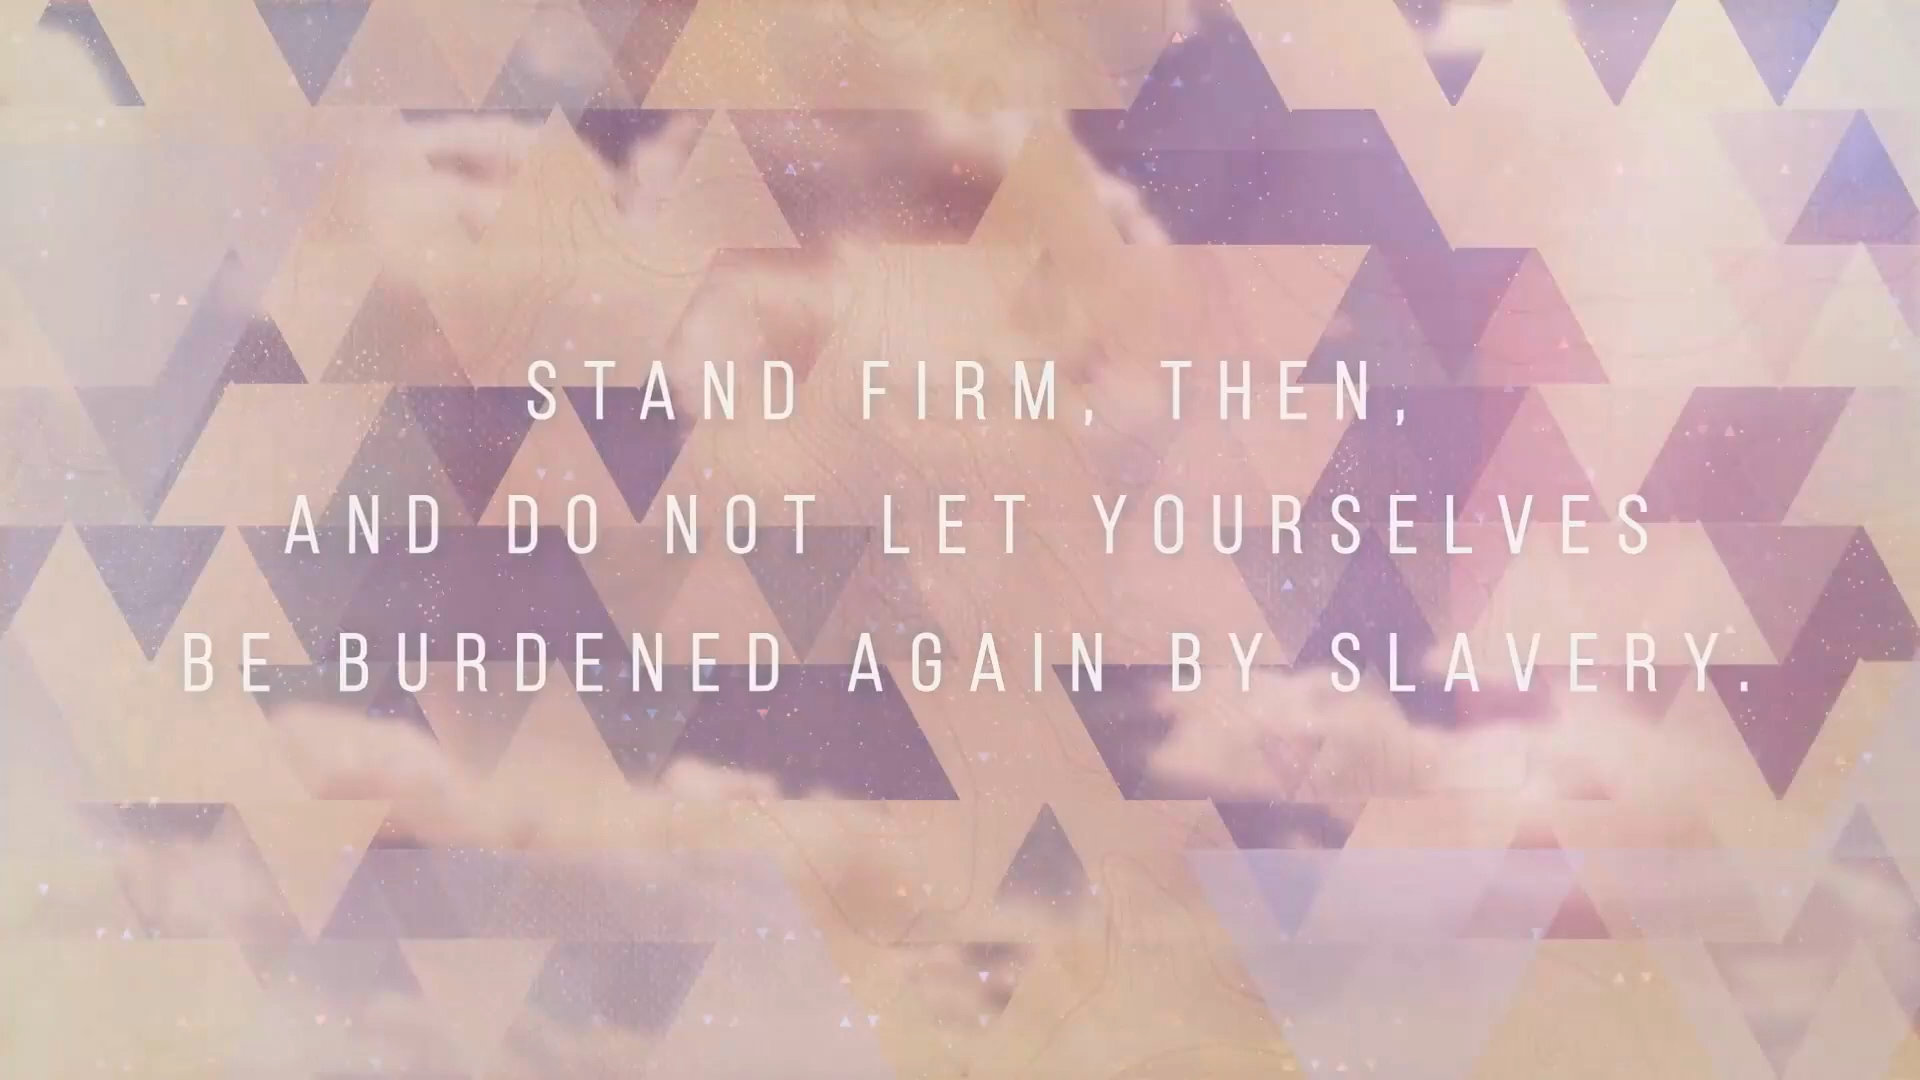 STAND FIRM, THEN,
AND DO NOT LET YOURSELVES
BE BURDENED AGAIN BY SLAVERY.